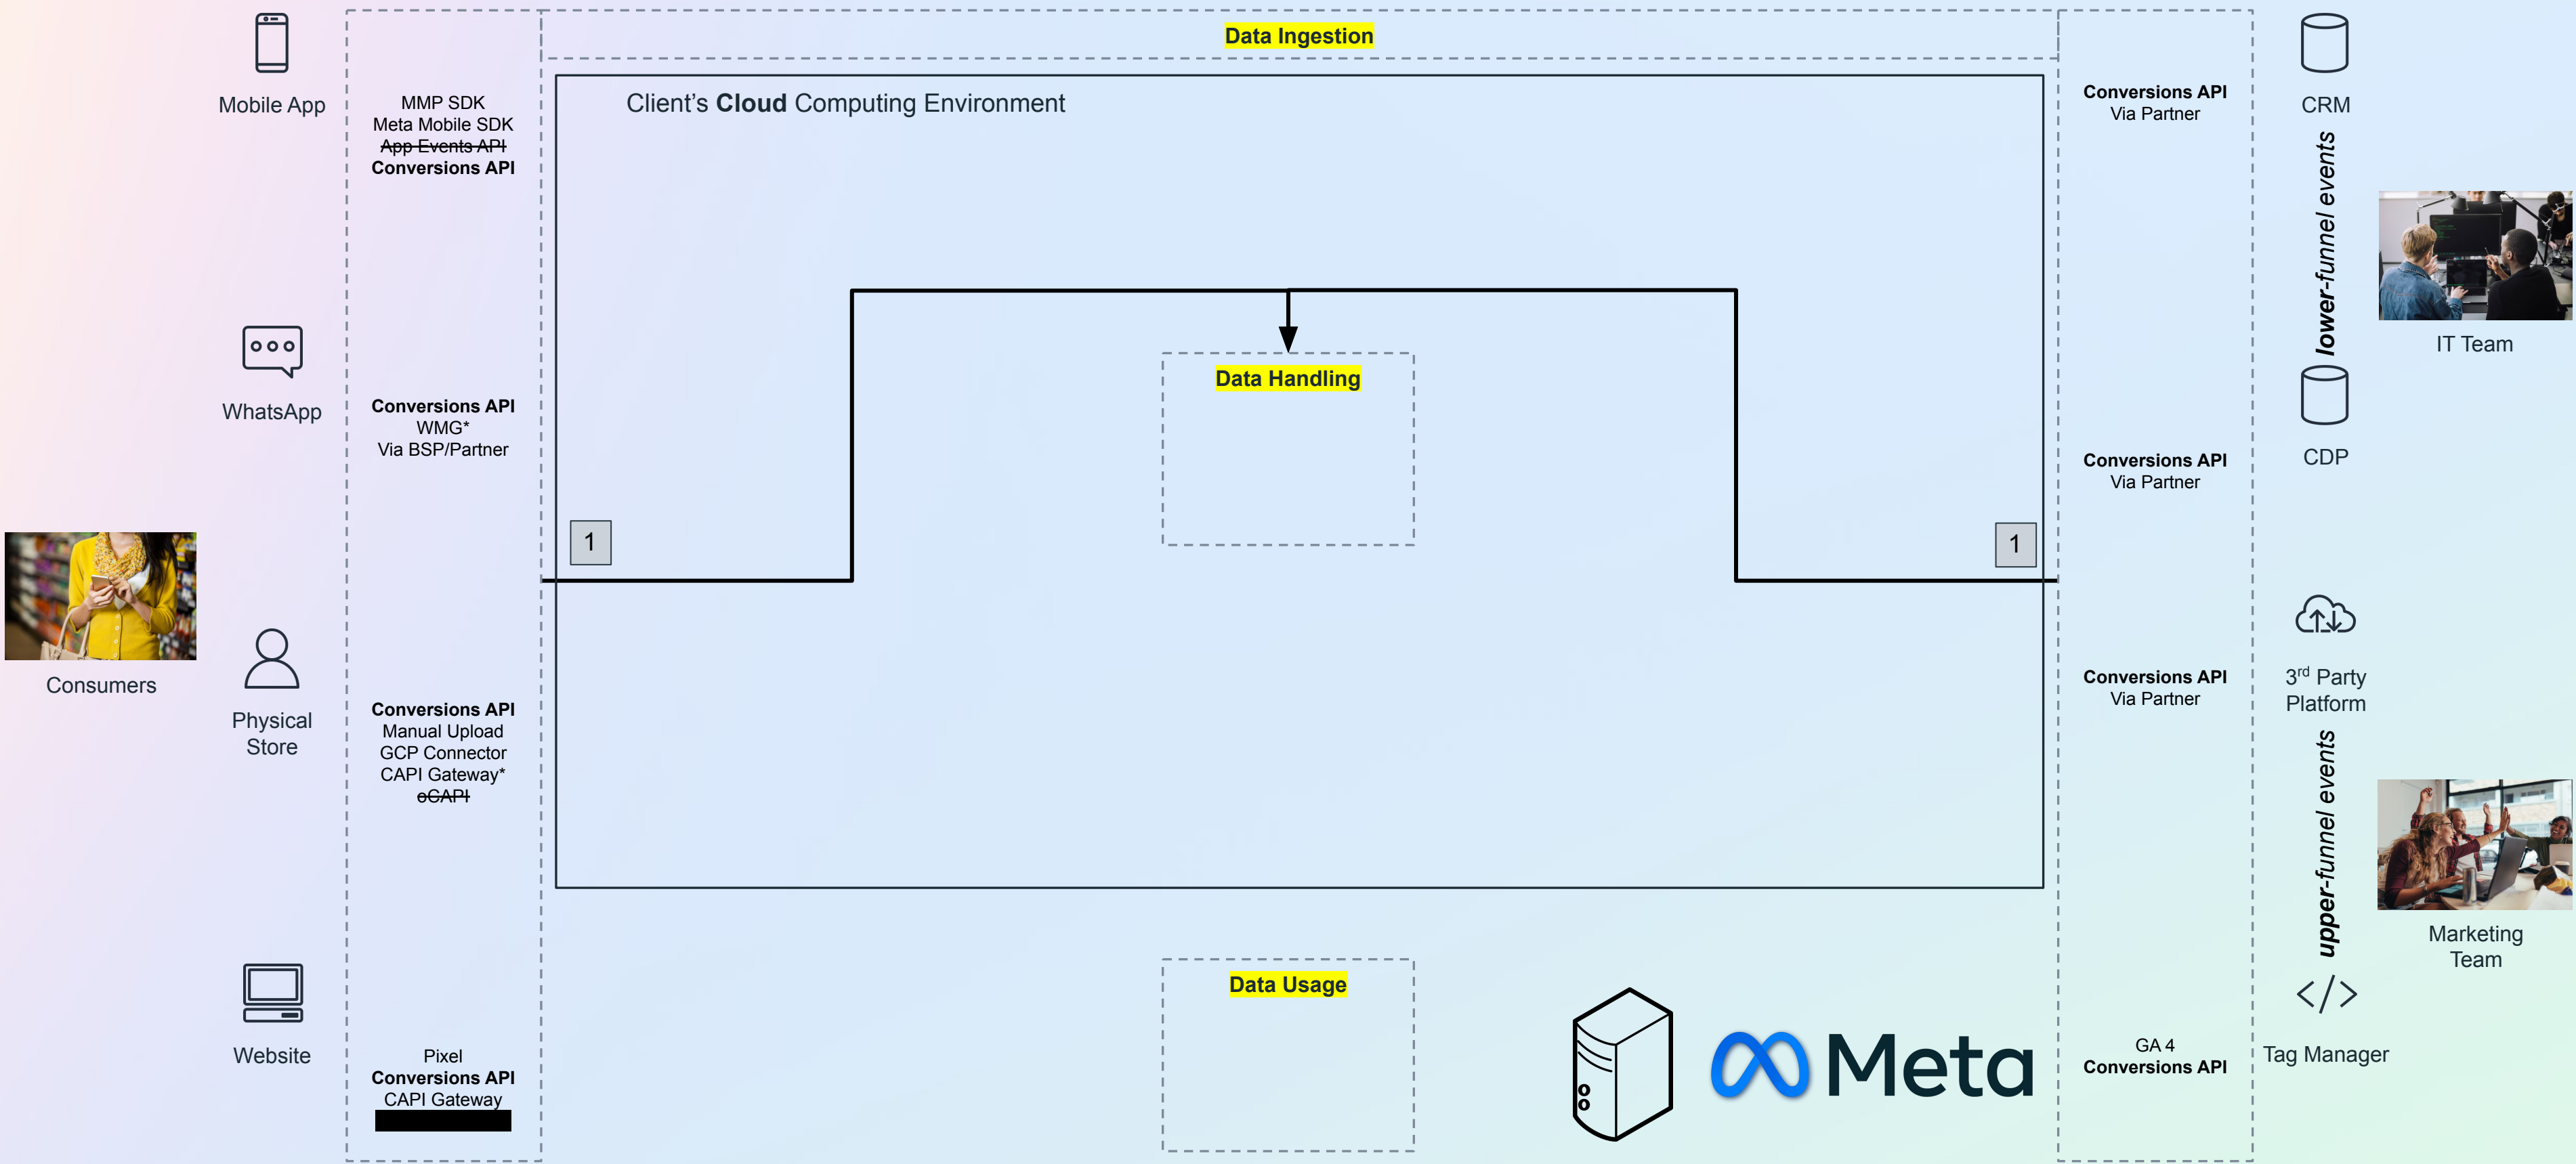 Data Ingestion
Client's Cloud Computing Environment
Mobile App
MMP SDK
Meta Mobile SDK
App Events API
Conversions API
WhatsApp
Conversions API
WMG*
Via BSP/Partner
1
Consumers
Physical
Store
Conversions API
Manual Upload
GCP Connector
CAPI Gateway*
oCAPI
Website
Pixel
Conversions API
CAPI Gateway
Data Handling
Data Usage
Meta
1
Conversions API
Via Partner
CRM
lower-funnel events
IT Team
Conversions API
Via Partner
CDP
Conversions API
Via Partner
3rd Party
Platform
upper-funnel events
Marketing
Team
GA 4
Conversions API
</>
Tag Manager